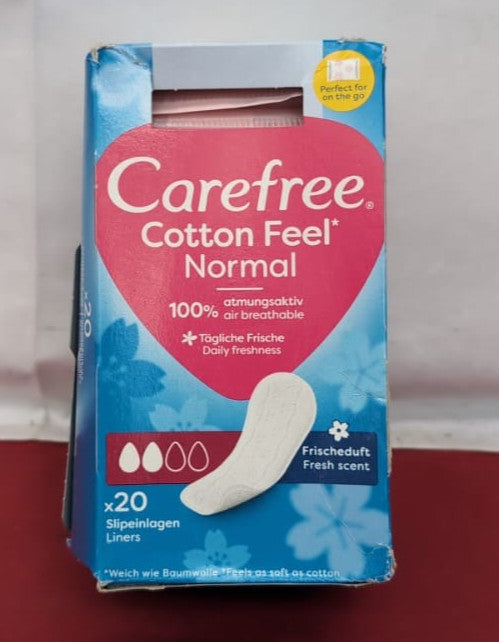 Perfect for
on the go
Carefree®
Cotton Feel*
Normal
100% atmungsaktiv
air breathable
Tägliche Frische
Daily freshness
x20
Frischeduft
Fresh scent
x20
Slipeinlagen
Liners
*Weich wie Baumwolle *Feels as soft as cotton